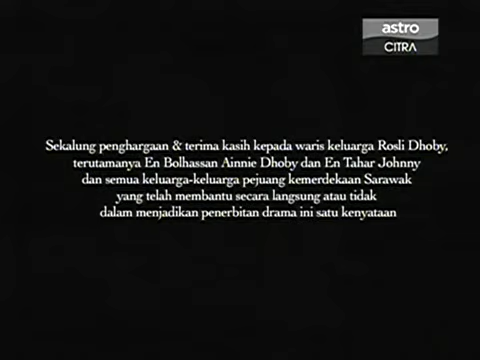 astro
CITRA
Sekalung penghargaan & terima kasih kepada waris keluarga Rosli Dhoby,
terutamanya En Bolhassan Ainnie Dhoby dan En Tahar Johnny
dan semua keluarga-keluarga pejuang kemerdekaan Sarawak
yang telah membantu secara langsung atau tidak
dalam menjadikan penerbitan drama ini satu kenyataan